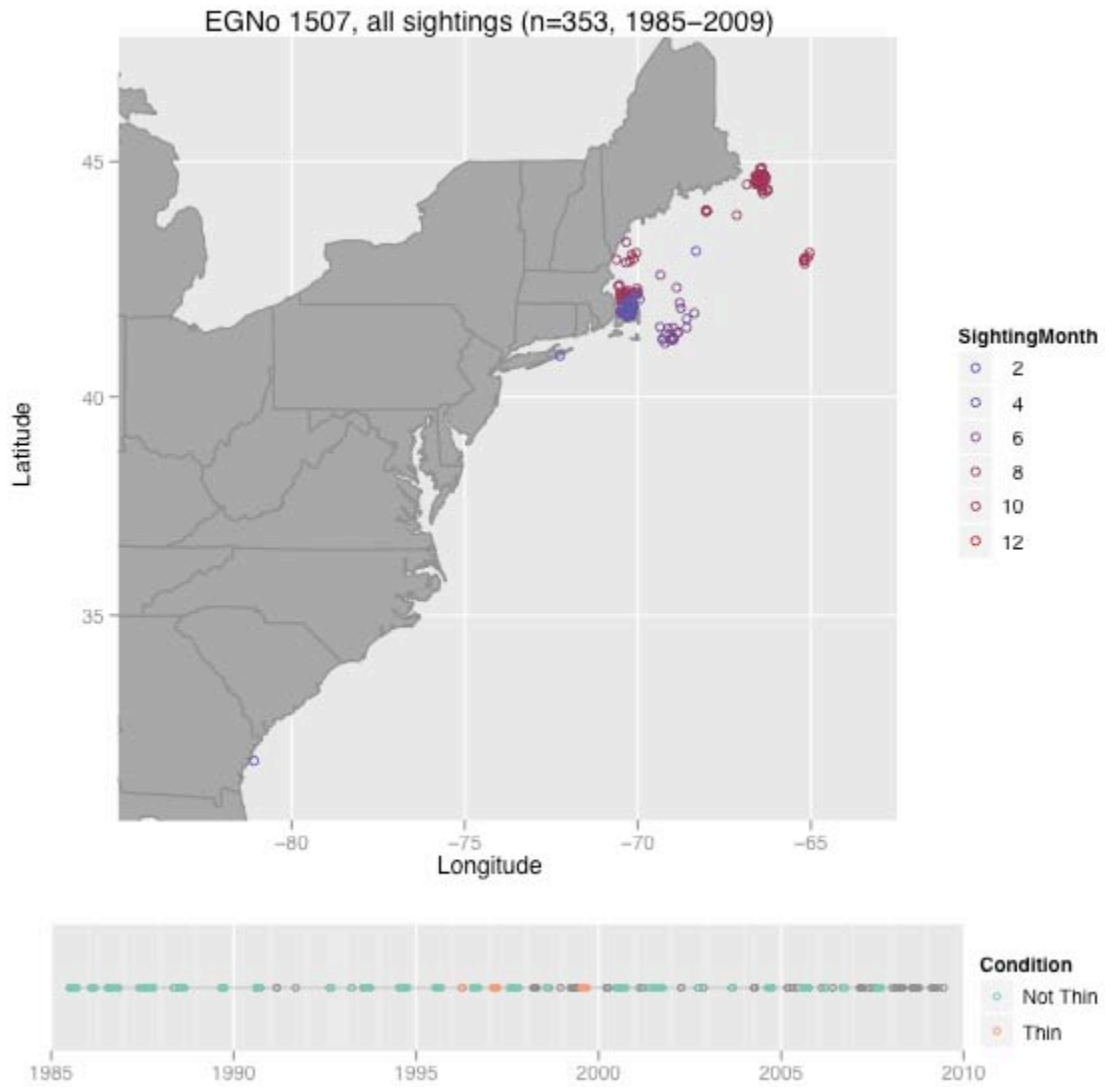 EGNo 1507, all sightings (n=353, 1985–2009)
45
40
35
Latitude
−80 −75 −70 −65
Longitude
SightingMonth
2
4
6
8
10
12
Condition
Not Thin
Thin
1985 1990 1995 2000 2005 2010